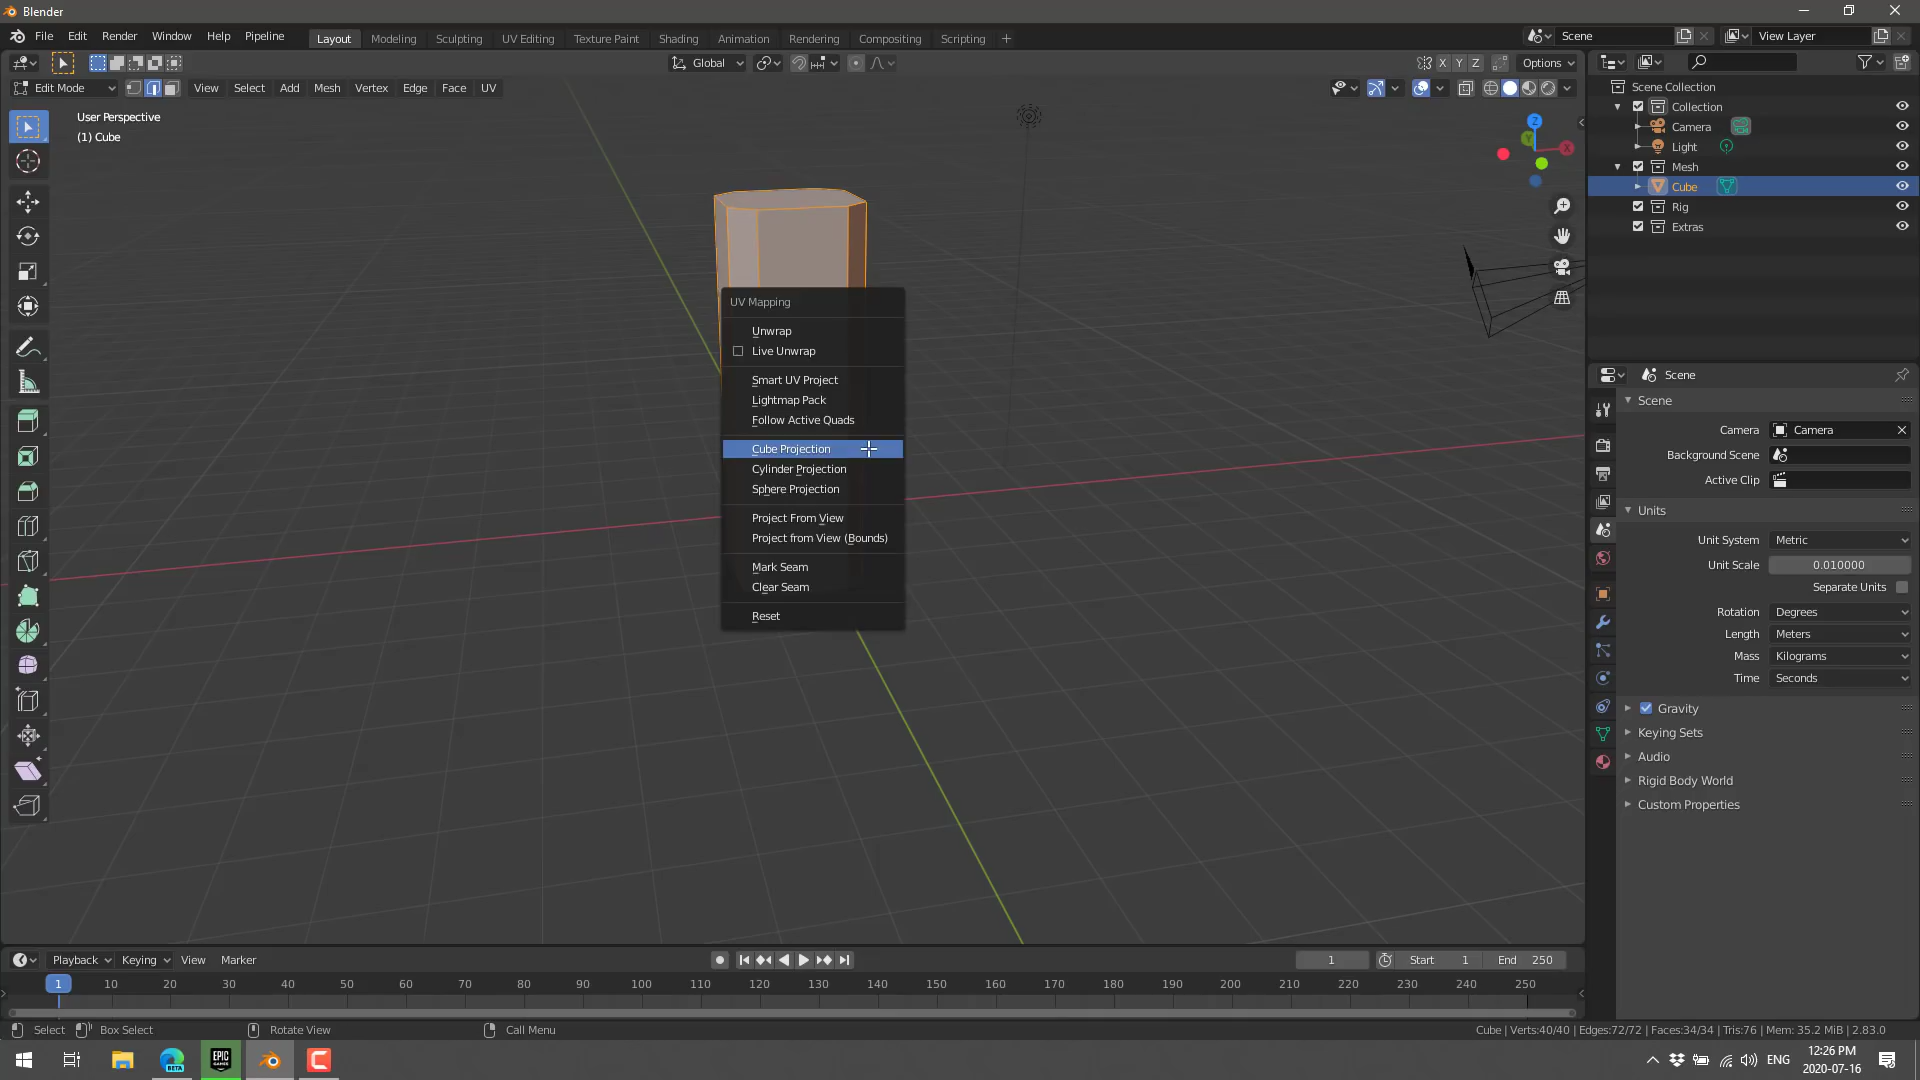 Blender
File Edit Render Window Help Pipeline
Layout Modeling Sculpting UV Editing Texture Paint Shading Animation Rendering Compositing Scripting +
Scene
View Layer
Global
X Y Z
Options
Edit Mode
View Select Add Mesh Vertex Edge Face UV
User Perspective
(1) Cube
Z
Y
X
UV Mapping
Unwrap
Live Unwrap
Smart UV Project
Lightmap Pack
Follow Active Quads
Cube Projection
Cylinder Projection
Sphere Projection
Project From View
Project from View (Bounds)
Mark Seam
Clear Seam
Reset
Scene Collection
Collection
Camera
Light
Mesh
Cube
Rig
Extras
Scene
Scene
Camera Camera
Background Scene
Active Clip
Units
Unit System Metric
Unit Scale 0.010000
Separate Units
Rotation Degrees
Length Meters
Mass Kilograms
Time Seconds
Gravity
Keying Sets
Audio
Rigid Body World
Custom Properties
Playback Keying View Marker
1 Start 1 End 250
1 10 20 30 40 50 60 70 80 90 100 110 120 130 140 150 160 170 180 190 200 210 220 230 240 250
Select Box Select Rotate View Call Menu
Cube | Verts:40/40 | Edges:72/72 | Faces:34/34 | Tris:76 | Mem: 35.2 MiB | 2.83.0
BETA
EPIC GAMES
ENG
12:26 PM
2020-07-16